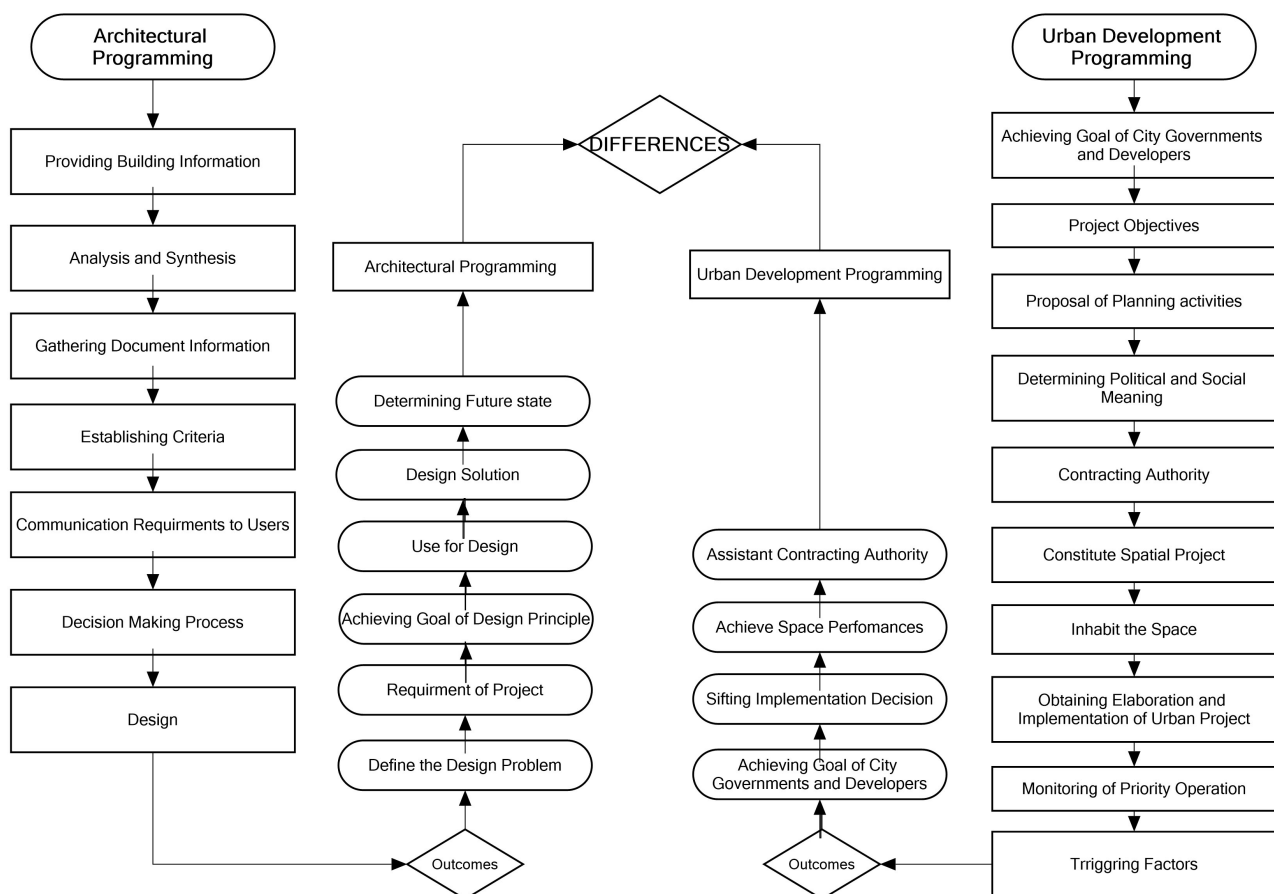 Architectural
Programming
Providing Building Information
Analysis and Synthesis
Gathering Document Information
Establishing Criteria
Communication Requirments to Users
Decision Making Process
Design
Outcomes
Define the Design Problem
Requirment of Project
Achieving Goal of Design Principle
Use for Design
Design Solution
Determining Future state
Architectural Programming
DIFFERENCES
Urban Development Programming
Assistant Contracting Authority
Achieve Space Perfomances
Sifting Implementation Decision
Achieving Goal of City
Governments and Developers
Outcomes
Urban Development
Programming
Achieving Goal of City Governments
and Developers
Project Objectives
Proposal of Planning activities
Determining Political and Social
Meaning
Contracting Authority
Constitute Spatial Project
Inhabit the Space
Obtaining Elaboration and
Implementation of Urban Project
Monitoring of Priority Operation
Trriggring Factors